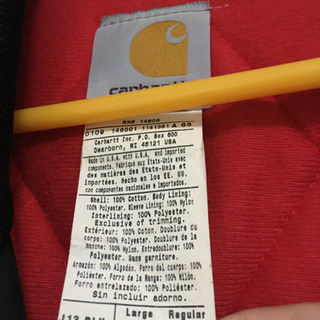 carhartt
RN# 14806
0109 146001 1141351 A 60
Carhartt Inc. P.O. Box 600
Dearborn, MI 48121 USA
Made in U.S.A. with U.S.A. and imported
components. Fabriqué aux États-Unis avec
des matières des États-Unis et
importées. Hecho en los EE. UU.
con componentes nacionales e importados.
Shell: 100% Cotton. Body Lining:
100% Polyester. Sleeve Lining: 100% Nylon
Interlining: 100% Polyester.
Exclusive of trimming.
Extérieur: 100% Coton. Doublure du
corps: 100% Polyester. Doublure de
manche: 100% Nylon. Entredoublure: 100%
Polyester. Sans garniture.
Armazón: 100% Algodón. Forro del cuerpo: 100%
Poliéster. Forro de la Manga: 100% Nilon.
Forro entretelado: 100% Poliéster
Sin incluir adorno.
J13 BLK Large Regular